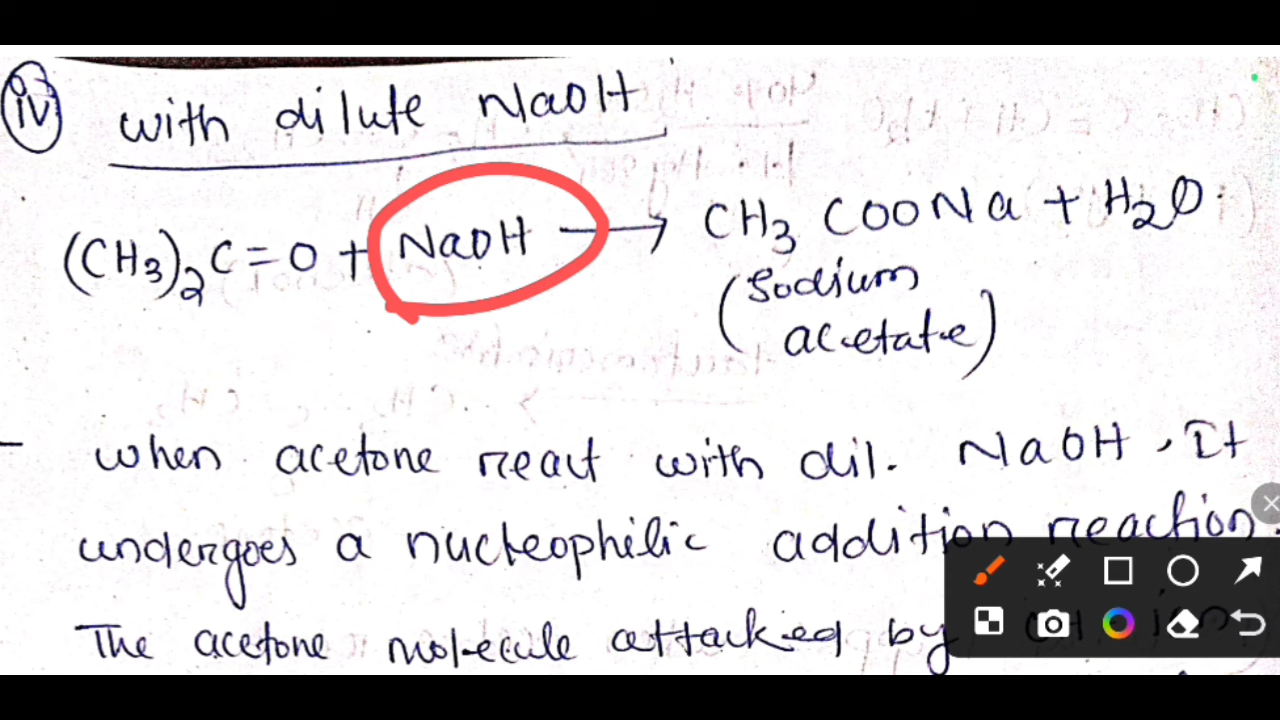 iv with dilute NaOH
(CH3)2C=O + NaOH → CH3COONa + H2O.
(Sodium
acetate)
– when acetone react with dil. NaOH, It
undergoes a nucleophilic addition reaction.
The acetone molecule attacked by